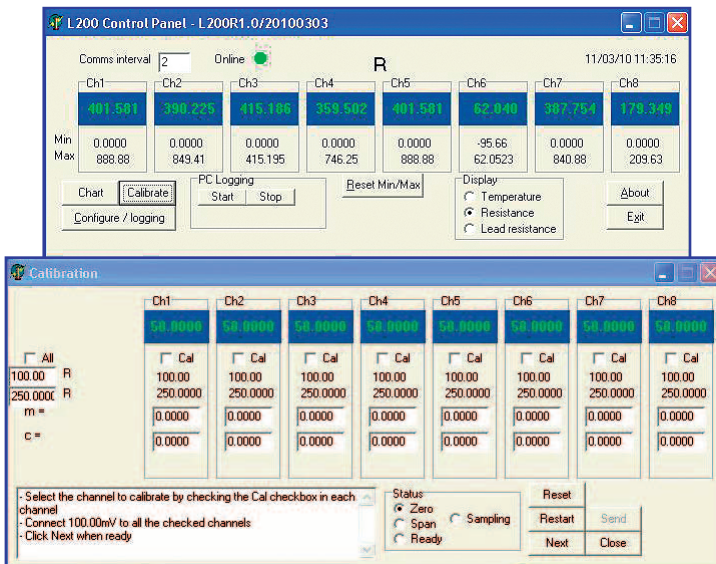 L200 Control Panel - L200R1.0/20100303
Comms interval 2 Online R 11/03/10 11:35:16
Ch1 Ch2 Ch3 Ch4 Ch5 Ch6 Ch7 Ch8
401.581 390.225 415.186 359.502 401.581 62.040 387.754 179.349
Min 0.0000 0.0000 0.0000 0.0000 0.0000 -95.66 0.0000 0.0000
Max 888.88 849.41 415.195 746.25 888.88 62.0523 840.88 209.63
Chart Calibrate
Configure / logging
PC Logging
Start Stop
Reset Min/Max
Display
Temperature
Resistance
Lead resistance
About
Exit
Calibration
Ch1 Ch2 Ch3 Ch4 Ch5 Ch6 Ch7 Ch8
50.0000 50.0000 50.0000 50.0000 50.0000 50.0000 50.0000 50.0000
All Cal Cal Cal Cal Cal Cal Cal Cal
100.00 R 100.00 100.00 100.00 100.00 100.00 100.00 100.00 100.00
250.000( R 250.0000 250.0000 250.0000 250.0000 250.0000 250.0000 250.0000 250.0000
m = 0.0000 0.0000 0.0000 0.0000 0.0000 0.0000 0.0000 0.0000
c = 0.0000 0.0000 0.0000 0.0000 0.0000 0.0000 0.0000 0.0000
- Select the channel to calibrate by checking the Cal checkbox in each
channel
- Connect 100.00mV to all the checked channels
- Click Next when ready
Status
Zero
Span
Ready
Sampling
Reset
Restart Send
Next Close